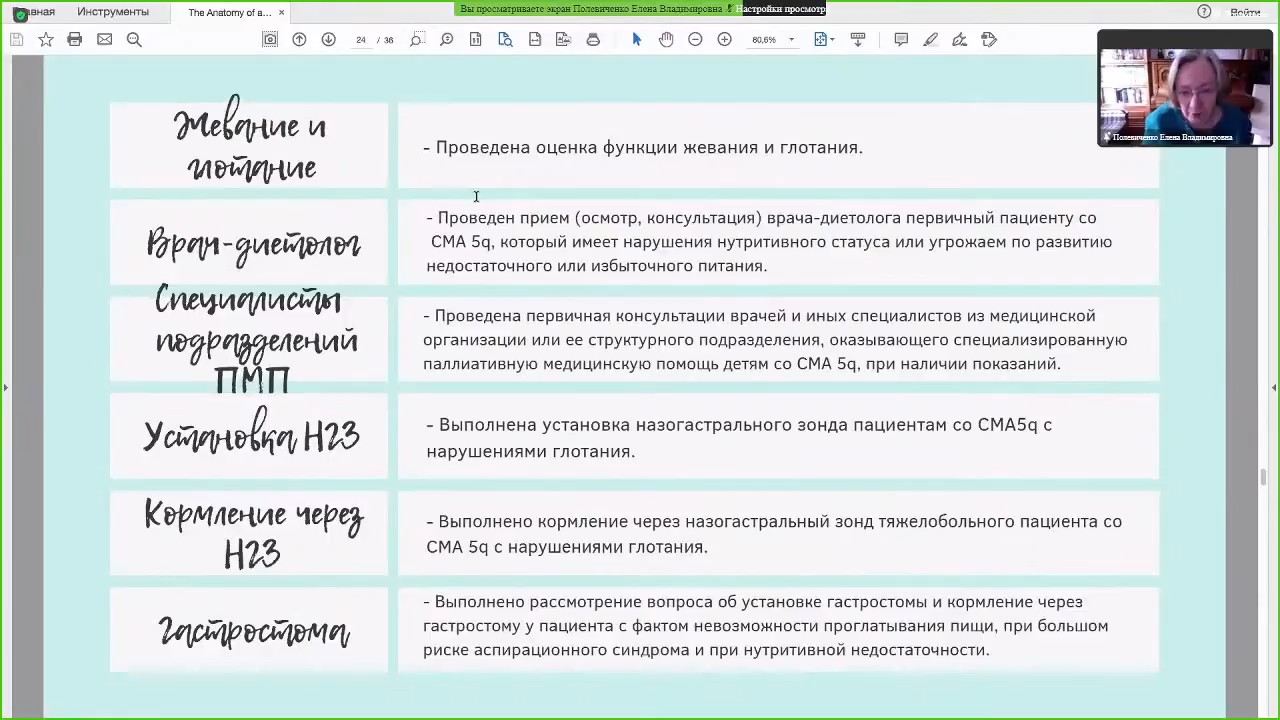 главная
Инструменты
The Anatomy of a...
Вы просматриваете экран Полевиченко Елена Владимировна
Настройки просмотр
Войти
24 / 36
80,6%
Полевиченко Елена Владимировна
Жевание и
глотание
- Проведена оценка функции жевания и глотания.
Врач-диетолог
- Проведен прием (осмотр, консультация) врача-диетолога первичный пациенту со
СМА 5q, который имеет нарушения нутритивного статуса или угрожаем по развитию
недостаточного или избыточного питания.
Специалисты
подразделений
ПМП
- Проведена первичная консультации врачей и иных специалистов из медицинской
организации или ее структурного подразделения, оказывающего специализированную
паллиативную медицинскую помощь детям со СМА 5q, при наличии показаний.
Установка НГЗ
- Выполнена установка назогастрального зонда пациентам со СМА5q с
нарушениями глотания.
Кормление через
НГЗ
- Выполнено кормление через назогастральный зонд тяжелобольного пациента со
СМА 5q с нарушениями глотания.
Гастростома
- Выполнено рассмотрение вопроса об установке гастростомы и кормление через
гастростому у пациента с фактом невозможности проглатывания пищи, при большом
риске аспирационного синдрома и при нутритивной недостаточности.